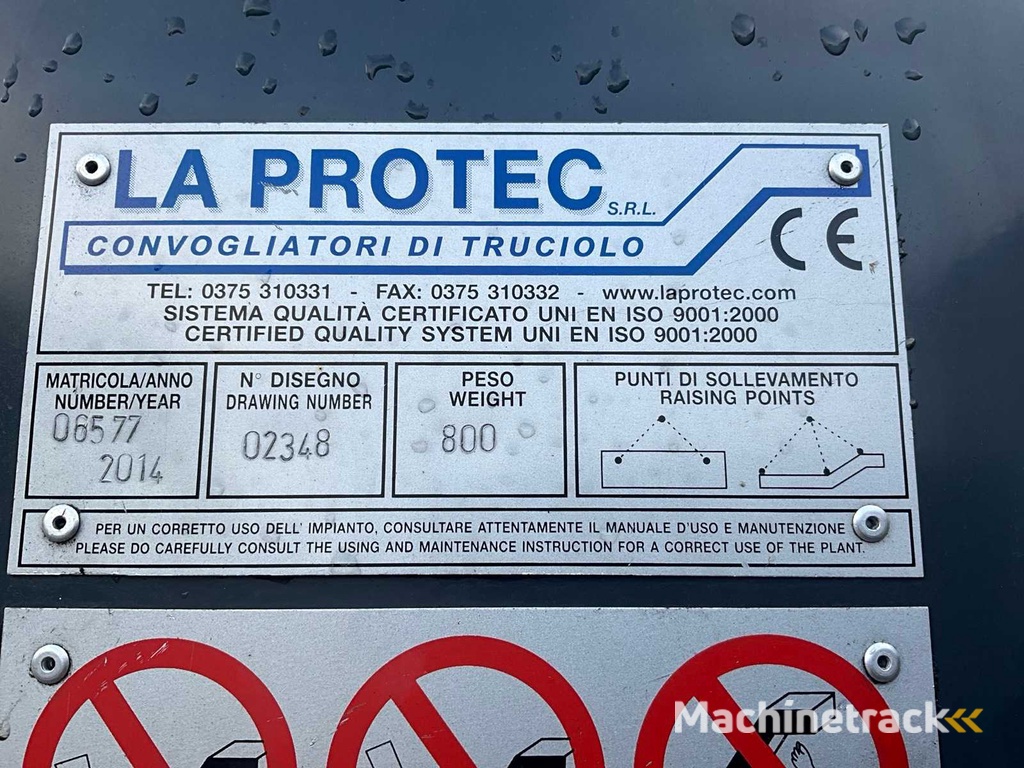 LA PROTEC S.R.L.
CONVOGLIATORI DI TRUCIOLO
CE
TEL: 0375 310331 - FAX: 0375 310332 - www.laprotec.com
SISTEMA QUALITÀ CERTIFICATO UNI EN ISO 9001:2000
CERTIFIED QUALITY SYSTEM UNI EN ISO 9001:2000
MATRICOLA/ANNO
NUMBER/YEAR
06577
2014
N° DISEGNO
DRAWING NUMBER
02348
PESO
WEIGHT
800
PUNTI DI SOLLEVAMENTO
RAISING POINTS
PER UN CORRETTO USO DELL' IMPIANTO, CONSULTARE ATTENTAMENTE IL MANUALE D'USO E MANUTENZIONE
PLEASE DO CAREFULLY CONSULT THE USING AND MAINTENANCE INSTRUCTION FOR A CORRECT USE OF THE PLANT.
Machinetrack